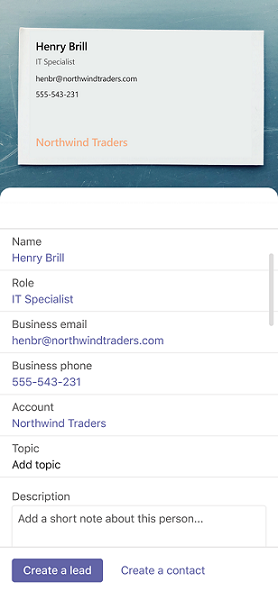 Henry Brill
IT Specialist
henbr@northwindtraders.com
555-543-231
Northwind Traders
Name
Henry Brill
Role
IT Specialist
Business email
henbr@northwindtraders.com
Business phone
555-543-231
Account
Northwind Traders
Topic
Add topic
Description
Add a short note about this person...
Create a lead
Create a contact